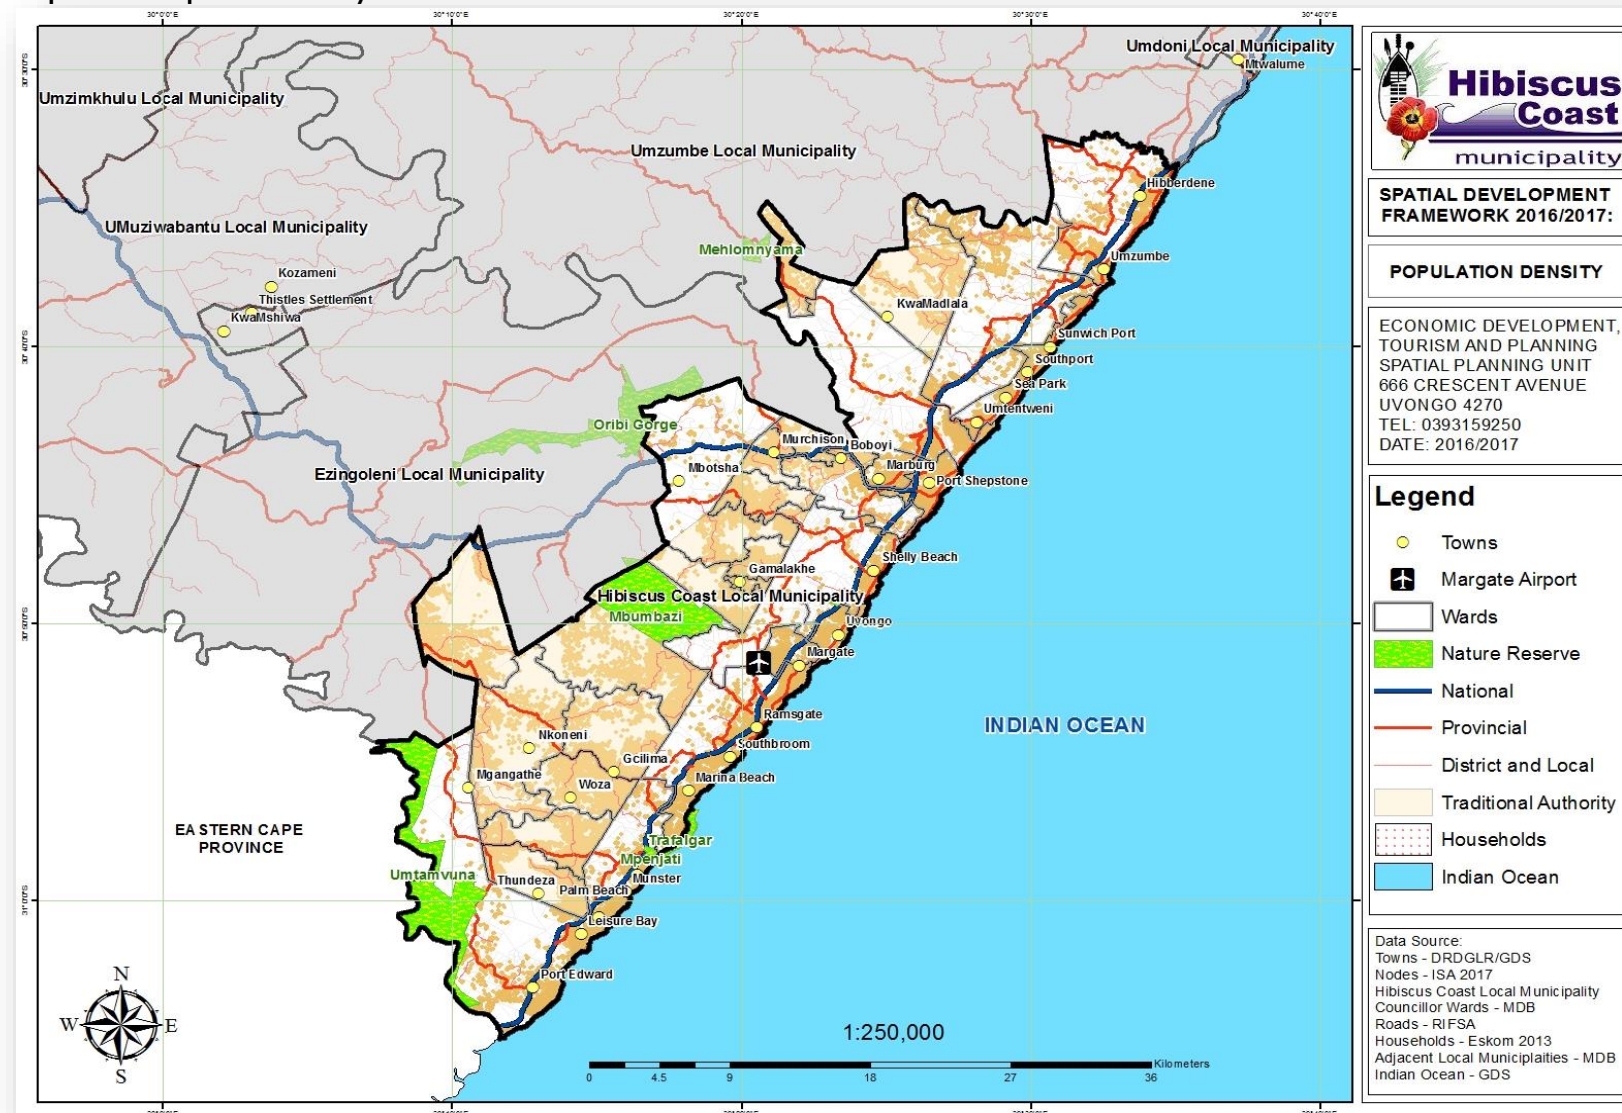 30°0'0"E
30°10'0"E
30°20'0"E
30°30'0"E
30°40'0"E
Umdoni Local Municipality
Mtwalume
Umzimkhulu Local Municipality
Umzumbe Local Municipality
Hibberdene
UMuziwabantu Local Municipality
Mehlomnyama
Umzumbe
Kozameni
Thistles Settlement
KwaMshiwa
KwaMadlala
Sunwich Port
Southport
Sea Park
Umtentweni
Oribi Gorge
Murchison
Boboyi
Mbotsha
Marburg
Ezingoleni Local Municipality
Port Shepstone
Shelly Beach
Gamalakhe
Hibiscus Coast Local Municipality
Mbumbazi
Uvongo
Margate
Ramsgate
INDIAN OCEAN
Nkoneni
Southbroom
Gcilima
Mgangathe
Woza
Marina Beach
EASTERN CAPE
PROVINCE
Trafalgar
Mpenjati
Umtamvuna
Thundeza
Munster
Palm Beach
Leisure Bay
Port Edward
N
W
E
S
1:250,000
Kilometers
0
4.5
9
18
27
36
Hibiscus
Coast
municipality
SPATIAL DEVELOPMENT
FRAMEWORK 2016/2017:
POPULATION DENSITY
ECONOMIC DEVELOPMENT,
TOURISM AND PLANNING
SPATIAL PLANNING UNIT
666 CRESCENT AVENUE
UVONGO 4270
TEL: 0393159250
DATE: 2016/2017
Legend
Towns
Margate Airport
Wards
Nature Reserve
National
Provincial
District and Local
Traditional Authority
Households
Indian Ocean
Data Source:
Towns - DRDGLR/GDS
Nodes - ISA 2017
Hibiscus Coast Local Municipality
Councillor Wards - MDB
Roads - RIFSA
Households - Eskom 2013
Adjacent Local Municiplaities - MDB
Indian Ocean - GDS